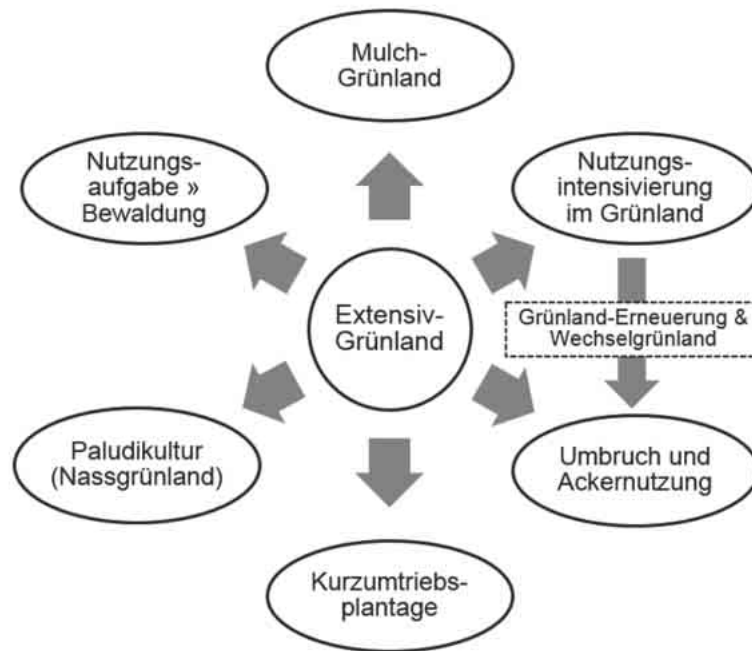 Mulch-
Grünland
Nutzungs-
aufgabe »
Bewaldung
Nutzungs-
intensivierung
im Grünland
Extensiv-
Grünland
Grünland-Erneuerung &
Wechselgrünland
Paludikultur
(Nassgrünland)
Umbruch und
Ackernutzung
Kurzumtriebs-
plantage